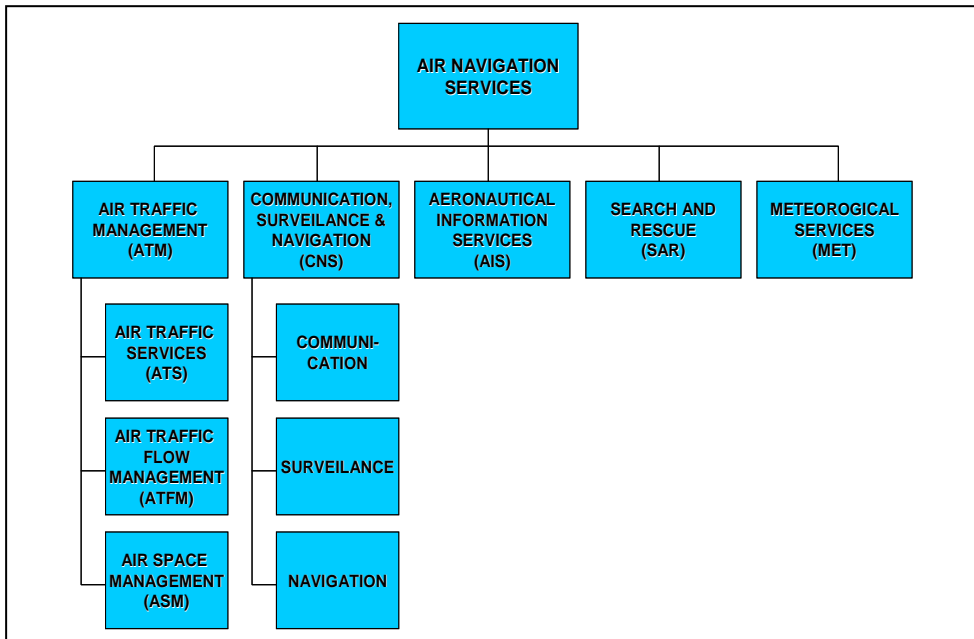 AIR NAVIGATION
SERVICES
AIR TRAFFIC
MANAGEMENT
(ATM)
COMMUNICATION,
SURVEILANCE &
NAVIGATION
(CNS)
AERONAUTICAL
INFORMATION
SERVICES
(AIS)
SEARCH AND
RESCUE
(SAR)
METEOROGICAL
SERVICES
(MET)
AIR TRAFFIC
SERVICES
(ATS)
COMMUNI-
CATION
AIR TRAFFIC
FLOW
MANAGEMENT
(ATFM)
SURVEILANCE
AIR SPACE
MANAGEMENT
(ASM)
NAVIGATION